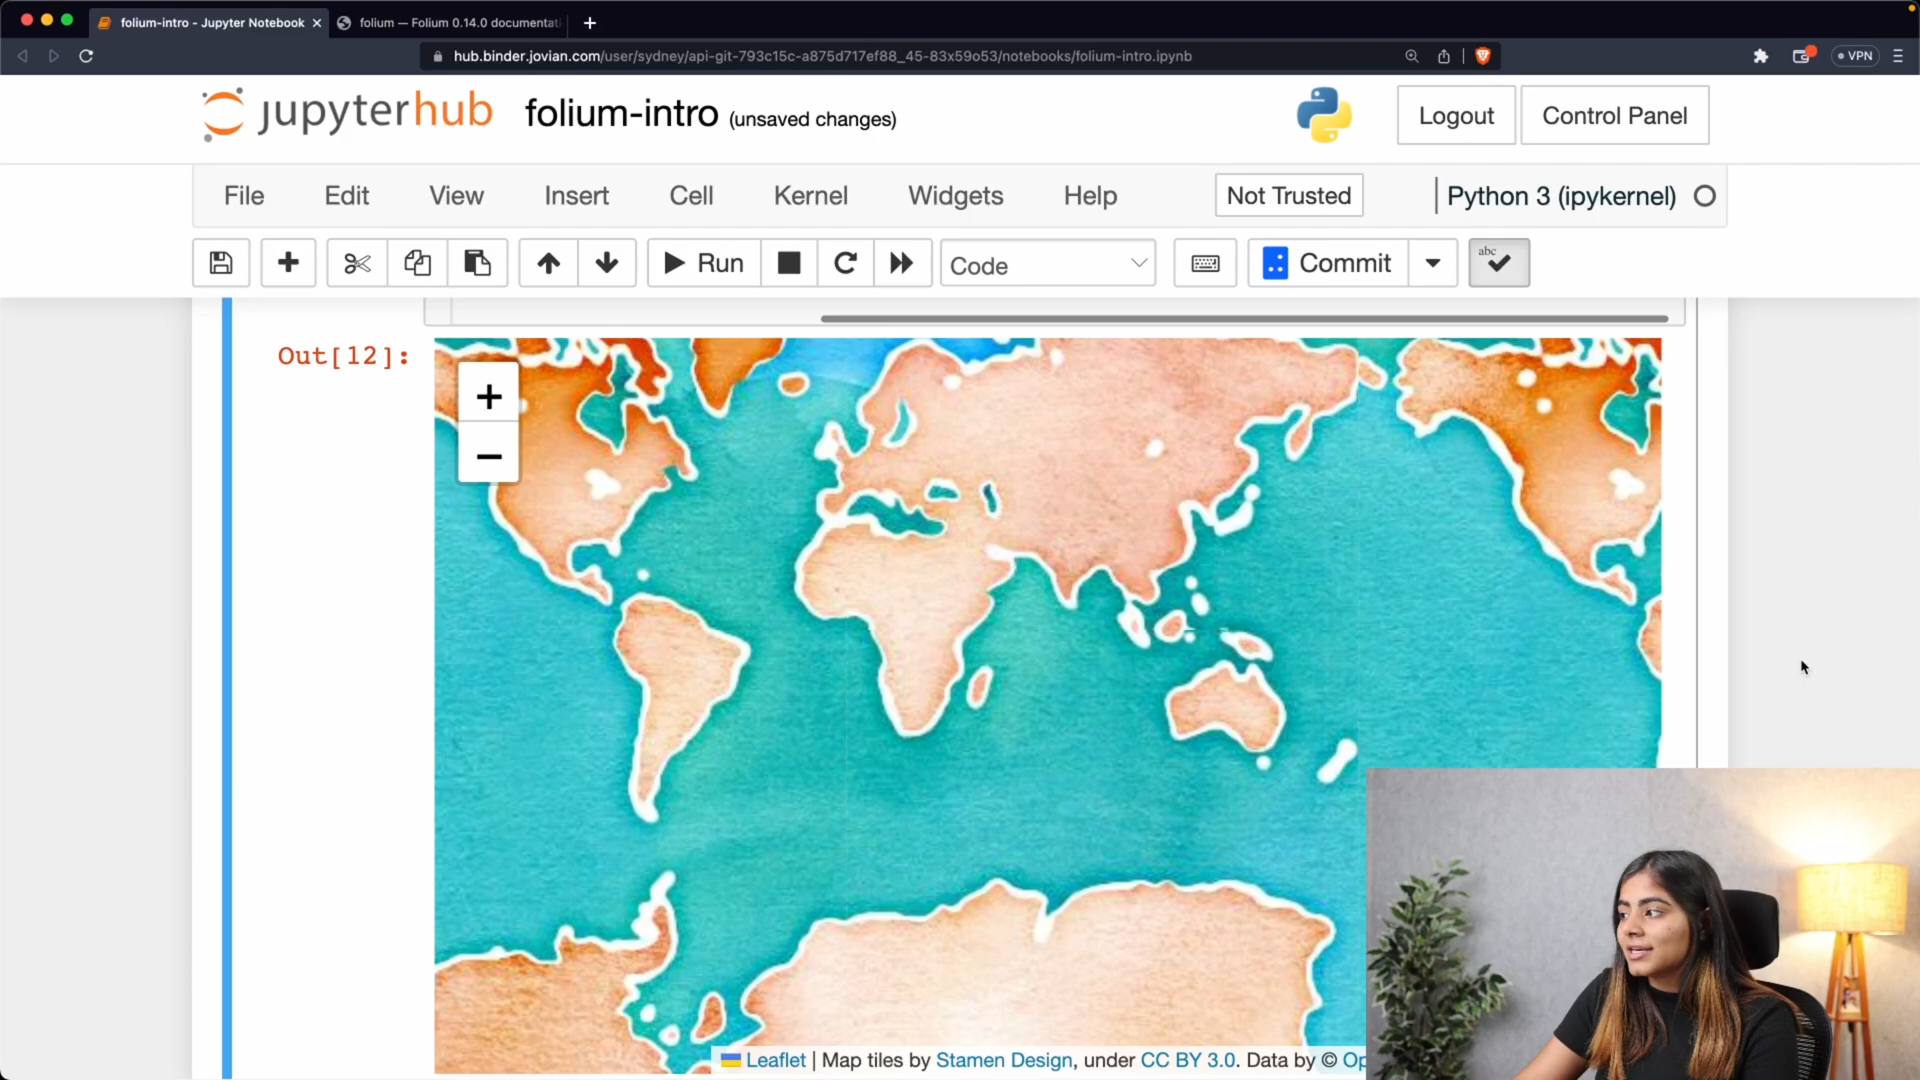 folium-intro - Jupyter Notebook
folium — Folium 0.14.0 documentati
hub.binder.jovian.com/user/sydney/api-git-793c15c-a875d717ef88_45-83x59o53/notebooks/folium-intro.ipynb
VPN
jupyterhub folium-intro (unsaved changes)
Logout
Control Panel
File Edit View Insert Cell Kernel Widgets Help
Not Trusted
Python 3 (ipykernel)
Run
Code
Commit
abc
Out[12]:
+
−
Leaflet | Map tiles by Stamen Design, under CC BY 3.0. Data by © Op